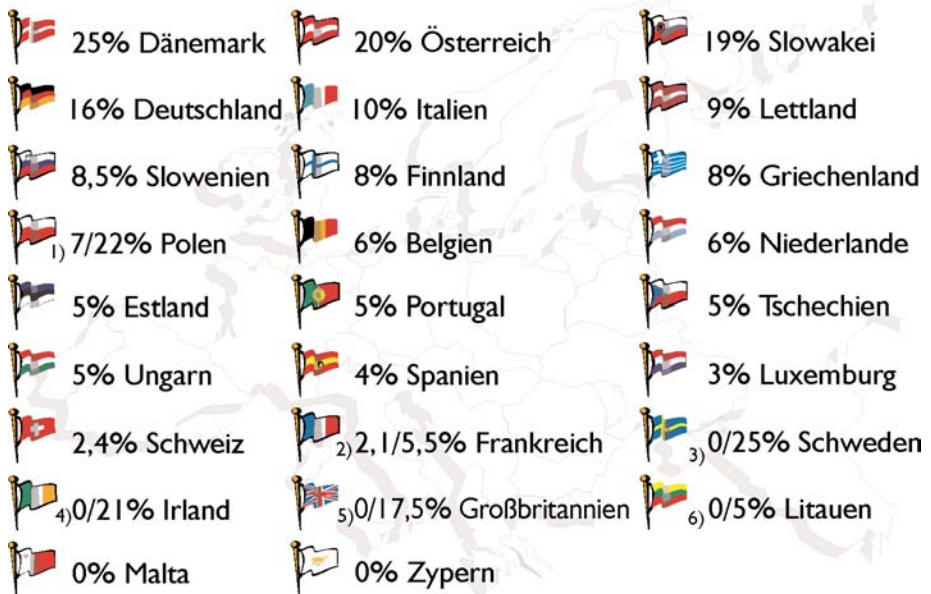 25% Dänemark 20% Österreich 19% Slowakei
16% Deutschland 10% Italien 9% Lettland
8,5% Slowenien 8% Finnland 8% Griechenland
1) 7/22% Polen 6% Belgien 6% Niederlande
5% Estland 5% Portugal 5% Tschechien
5% Ungarn 4% Spanien 3% Luxemburg
2,4% Schweiz 2) 2,1/5,5% Frankreich 3) 0/25% Schweden
4) 0/21% Irland 5) 0/17,5% Großbritannien 6) 0/5% Litauen
0% Malta 0% Zypern